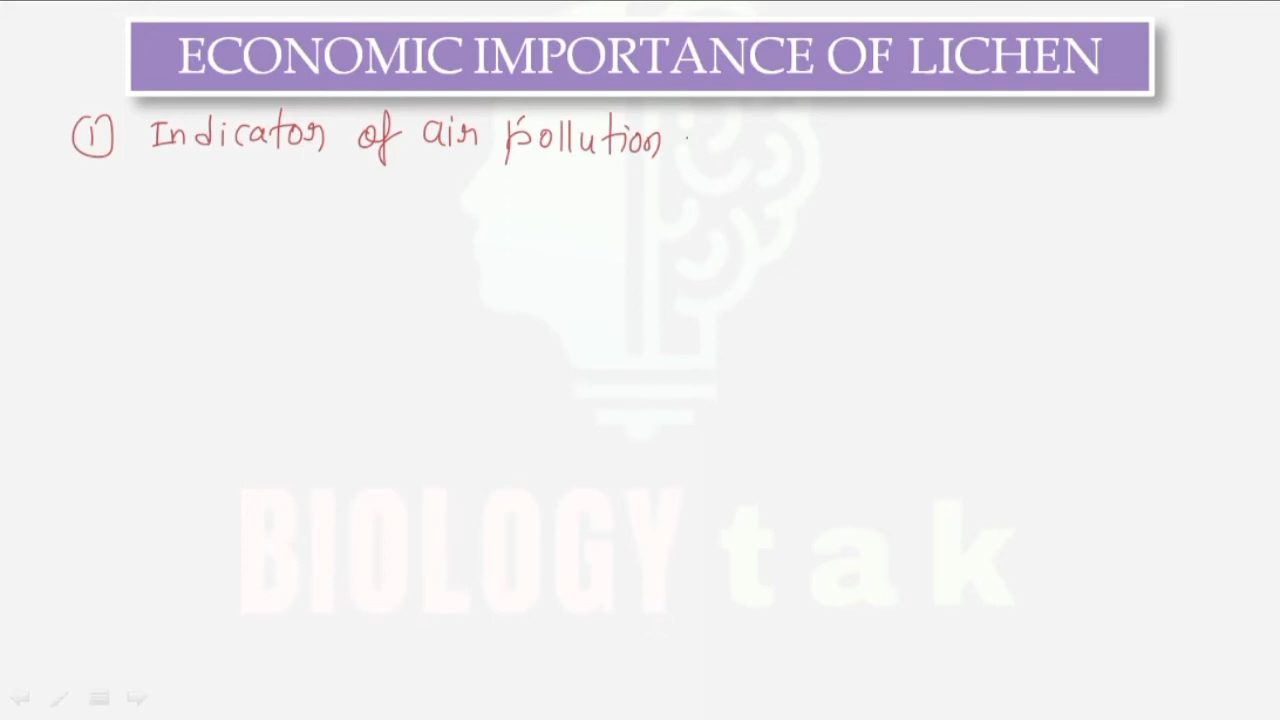 ECONOMIC IMPORTANCE OF LICHEN
① Indicator of air pollution
BIOLOGY tak